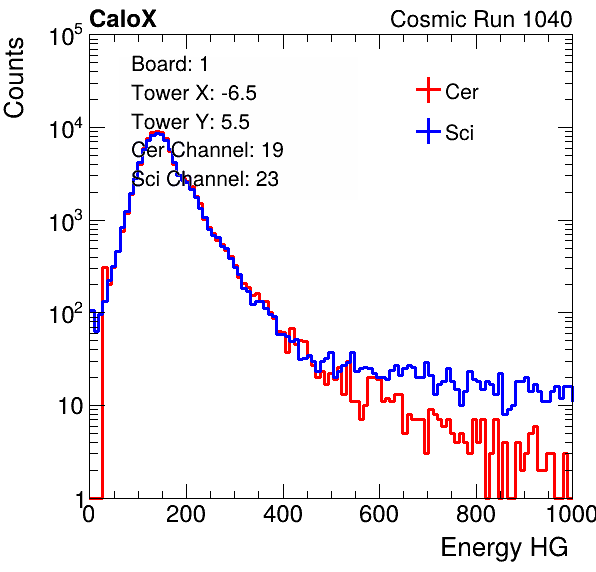 CaloX Cosmic Run 1040
Counts
10^5
10^4
10^3
10^2
10
1
Board: 1
Tower X: -6.5
Tower Y: 5.5
Cer Channel: 19
Sci Channel: 23
Cer
Sci
0 200 400 600 800 1000
Energy HG